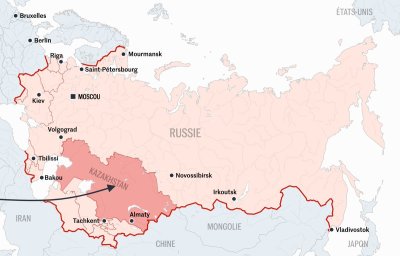 Bruxelles
ÉTATS-UNIS
Berlin
Mourmansk
Riga
Saint-Pétersbourg
MOSCOU
Kiev
Volgograd
RUSSIE
Tbilissi
KAZAKHSTAN
Bakou
Novossibirsk
Irkoutsk
IRAN
Tachkent
Almaty
MONGOLIE
Vladivostok
CHINE
JAPON